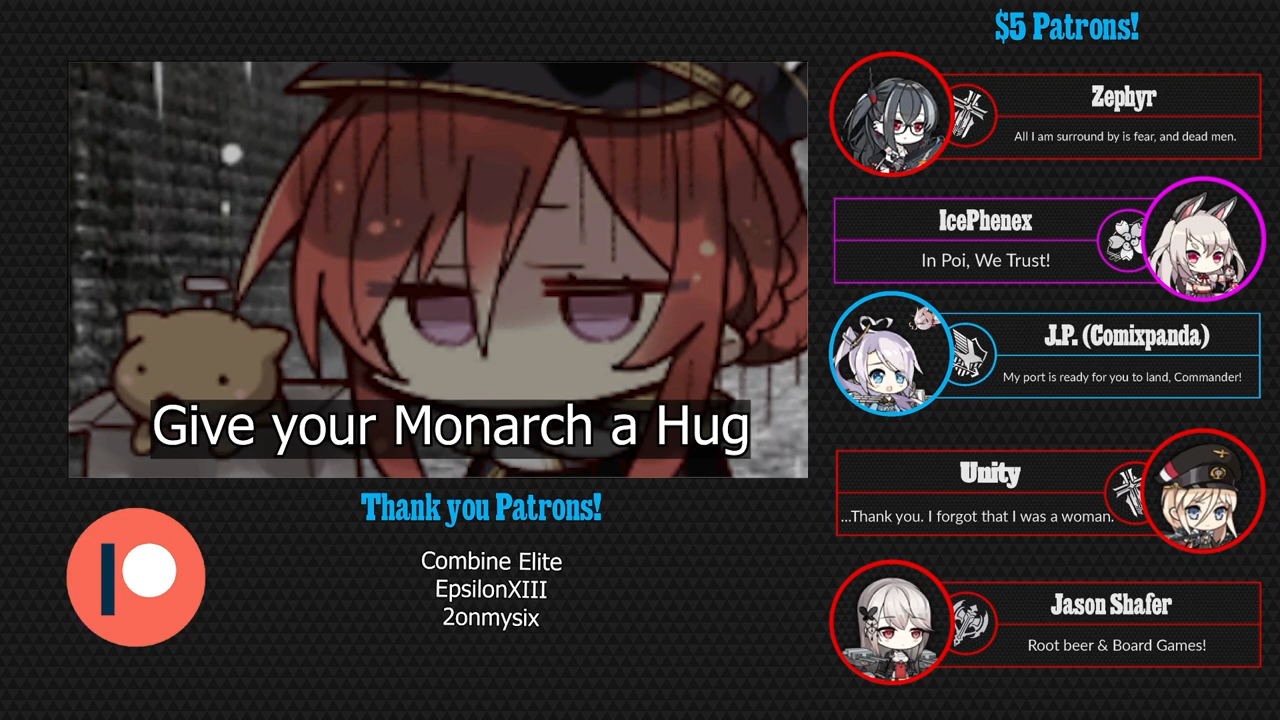 $5 Patrons!
Zephyr
All I am surround by is fear, and dead men.
IcePhenex
In Poi, We Trust!
J.P. (Comixpanda)
My port is ready for you to land, Commander!
Unity
...Thank you. I forgot that I was a woman.
Jason Shafer
Root beer & Board Games!
Give your Monarch a Hug
Thank you Patrons!
Combine Elite
EpsilonXIII
2onmysix